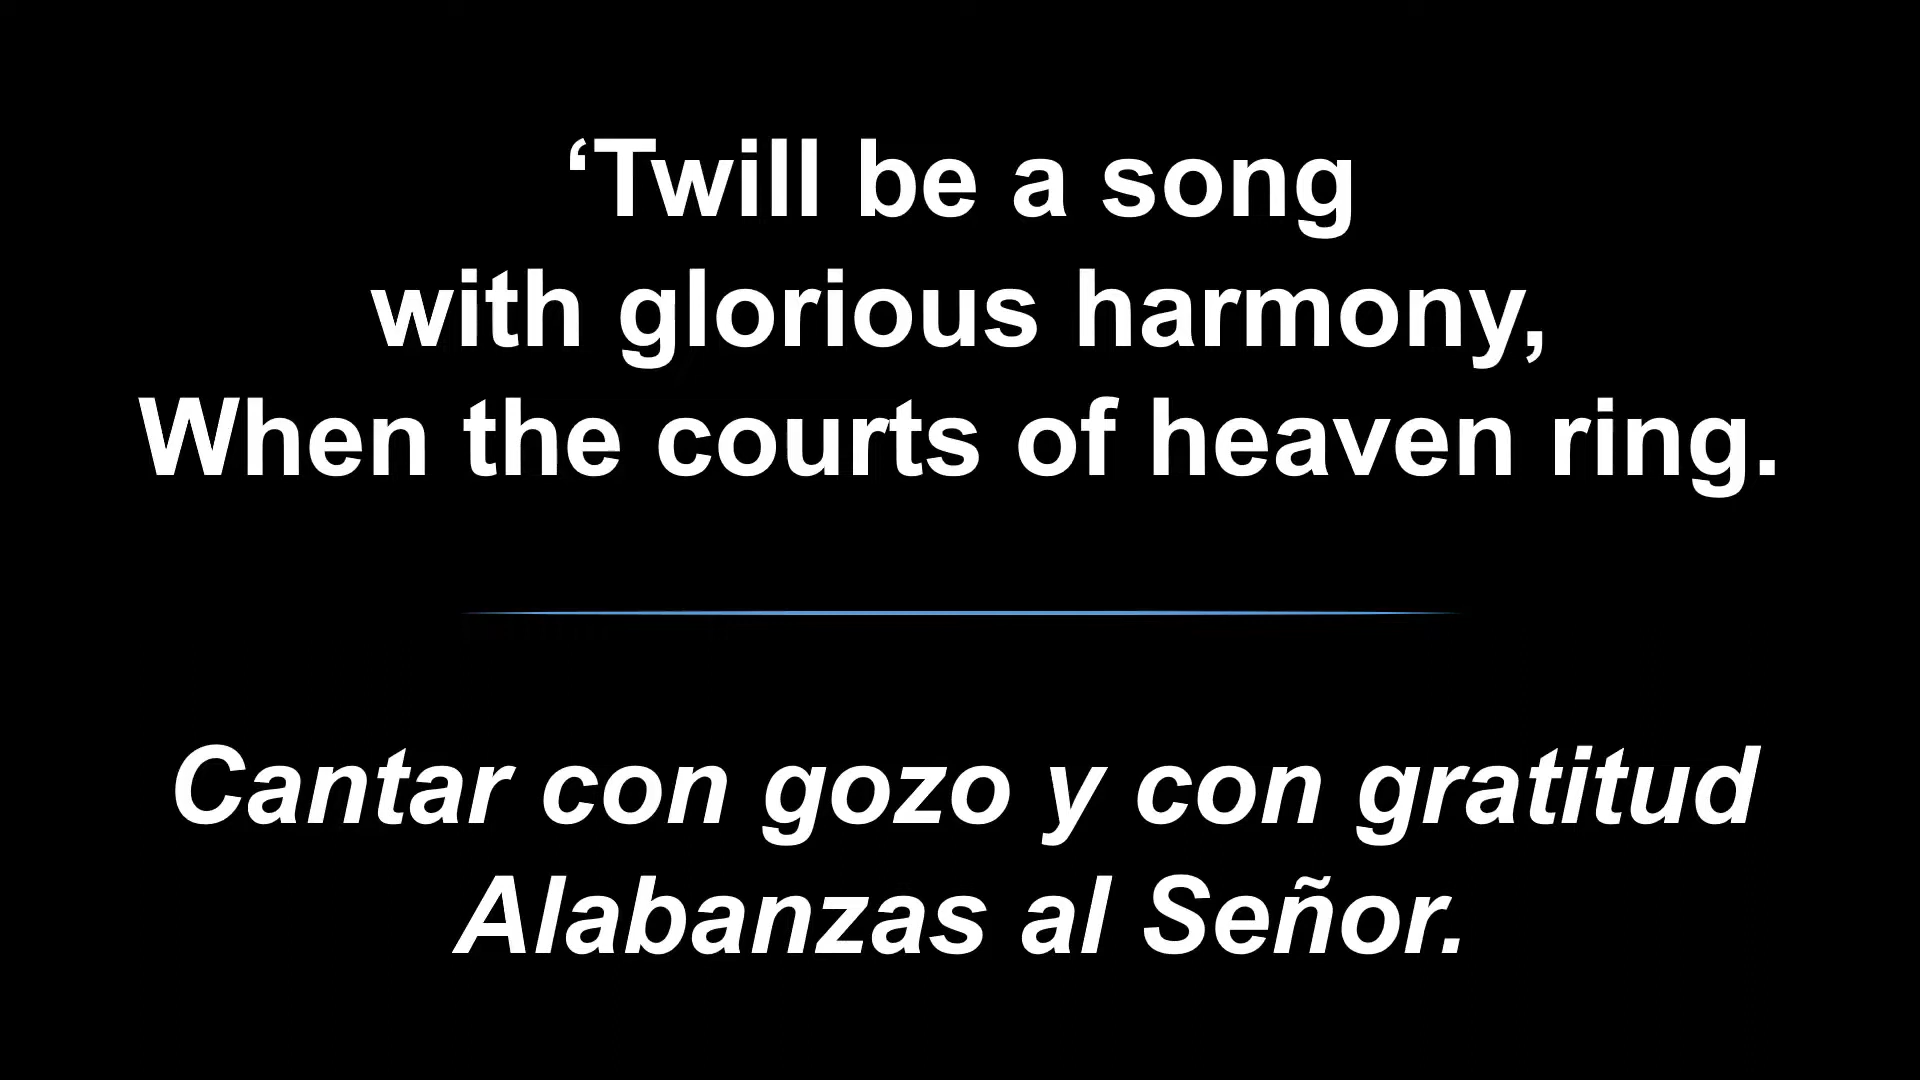 ‘Twill be a song
with glorious harmony,
When the courts of heaven ring.
Cantar con gozo y con gratitud
Alabanzas al Señor.